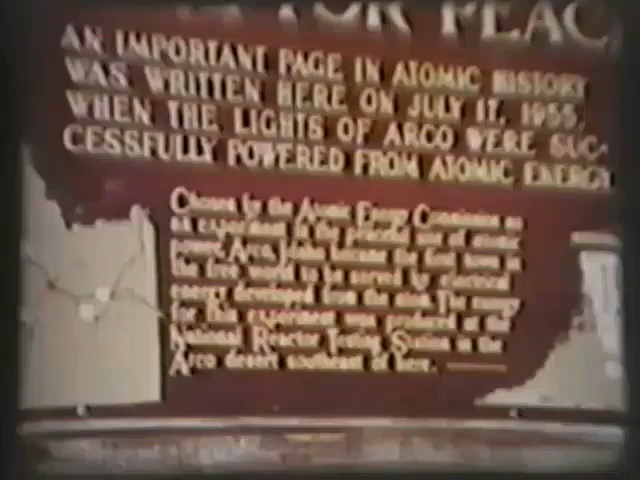 FOR PEAC
AN IMPORTANT PAGE IN ATOMIC HISTORY
WAS WRITTEN HERE ON JULY 17, 1955,
WHEN THE LIGHTS OF ARCO WERE SUC-
CESSFULLY POWERED FROM ATOMIC ENERGY
Chosen by the Atomic Energy Commission as
an experiment in the peaceful use of atomic
power, Arco, Idaho became the first town in
the free world to be served by electrical
energy developed from the atom. The energy
for this experiment was produced at the
National Reactor Testing Station in the
Arco desert southeast of here.